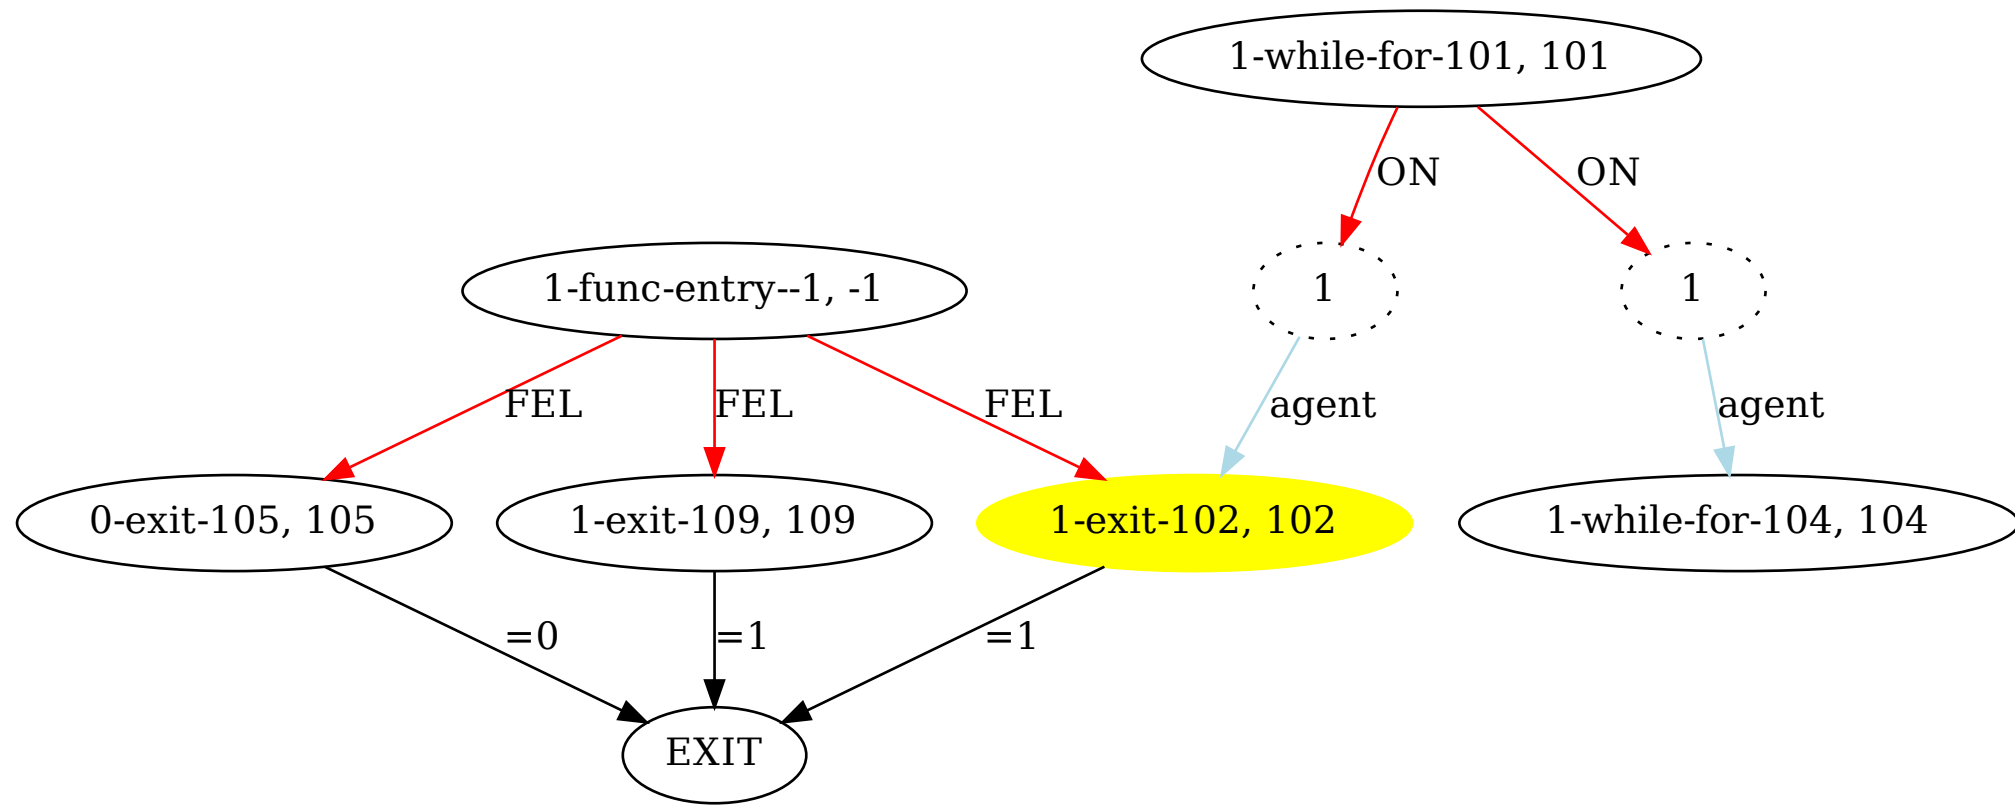 1-while-for-101, 101
ON
ON
1-func-entry--1, -1
1
1
FEL
FEL
FEL
agent
agent
0-exit-105, 105
1-exit-109, 109
1-exit-102, 102
1-while-for-104, 104
=0
=1
=1
EXIT